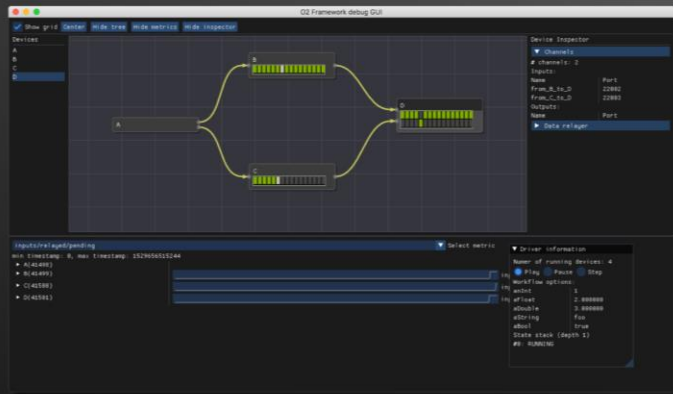 O2 Framework debug GUI
Show grid Center Hide tree Hide metrics Hide inspector
Devices
A
B
C
D
A
B
C
D
Device Inspector
Channels
# channels: 2
Inputs:
Name Port
from_B_to_D 22002
from_C_to_D 22003
Outputs:
Name Port
Data relayer
inputs/relayed/pending
Select metric
min timestamp: 0, max timestamp: 1529656515244
A(41498)
B(41499)
C(41500)
D(41501)
Driver information
Numer of running devices: 4
Play Pause Step
Workflow options:
anInt 1
aFloat 2.000000
aDouble 3.000000
aString foo
aBool true
State stack (depth 1)
#0: RUNNING